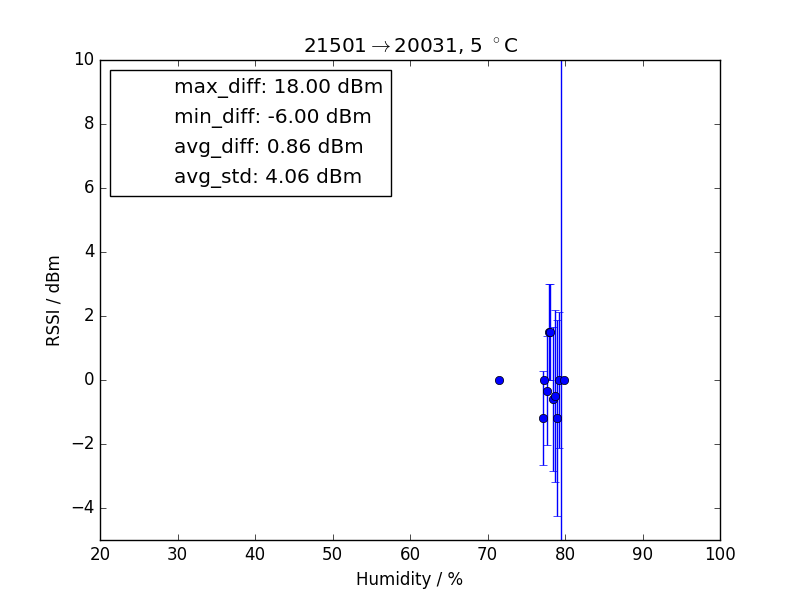 21501→20031, 5 °C
max_diff: 18.00 dBm
min_diff: -6.00 dBm
avg_diff: 0.86 dBm
avg_std: 4.06 dBm
10
8
6
4
2
0
−2
−4
RSSI / dBm
20 30 40 50 60 70 80 90 100
Humidity / %